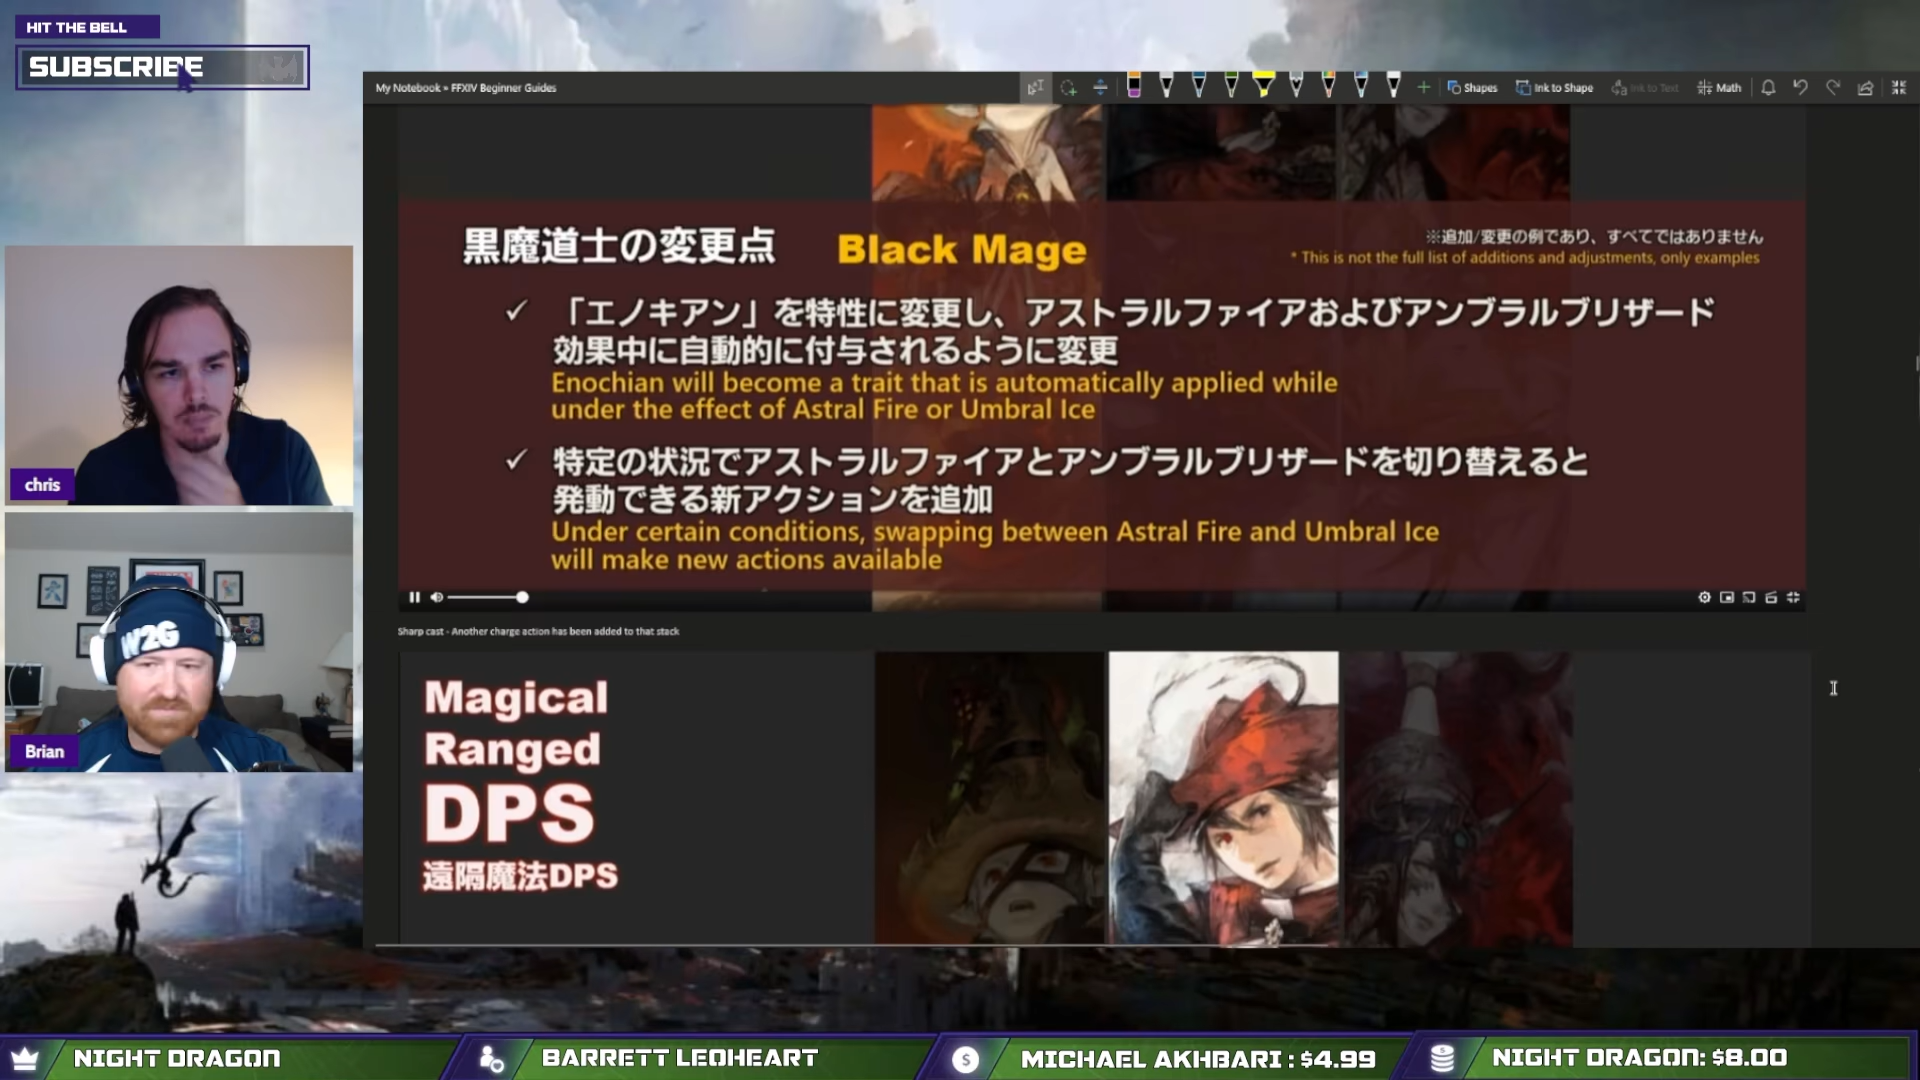 HIT THE BELL
SUBSCRIBE
My Notebook » FFXIV Beginner Guides
Shapes
Ink to Shape
Ink to Text
Math
黒魔道士の変更点
Black Mage
※追加/変更の例であり、すべてではありません
* This is not the full list of additions and adjustments, only examples
✓ 「エノキアン」を特性に変更し、アストラルファイアおよびアンブラルブリザード
効果中に自動的に付与されるように変更
Enochian will become a trait that is automatically applied while
under the effect of Astral Fire or Umbral Ice
✓ 特定の状況でアストラルファイアとアンブラルブリザードを切り替えると
発動できる新アクションを追加
Under certain conditions, swapping between Astral Fire and Umbral Ice
will make new actions available
Sharp cast - Another charge action has been added to that stack
Magical
Ranged
DPS
遠隔魔法DPS
chris
W2G
Brian
NIGHT DRAGON
BARRETT LEOHEART
MICHAEL AKHBARI : $4.99
NIGHT DRAGON: $8.00